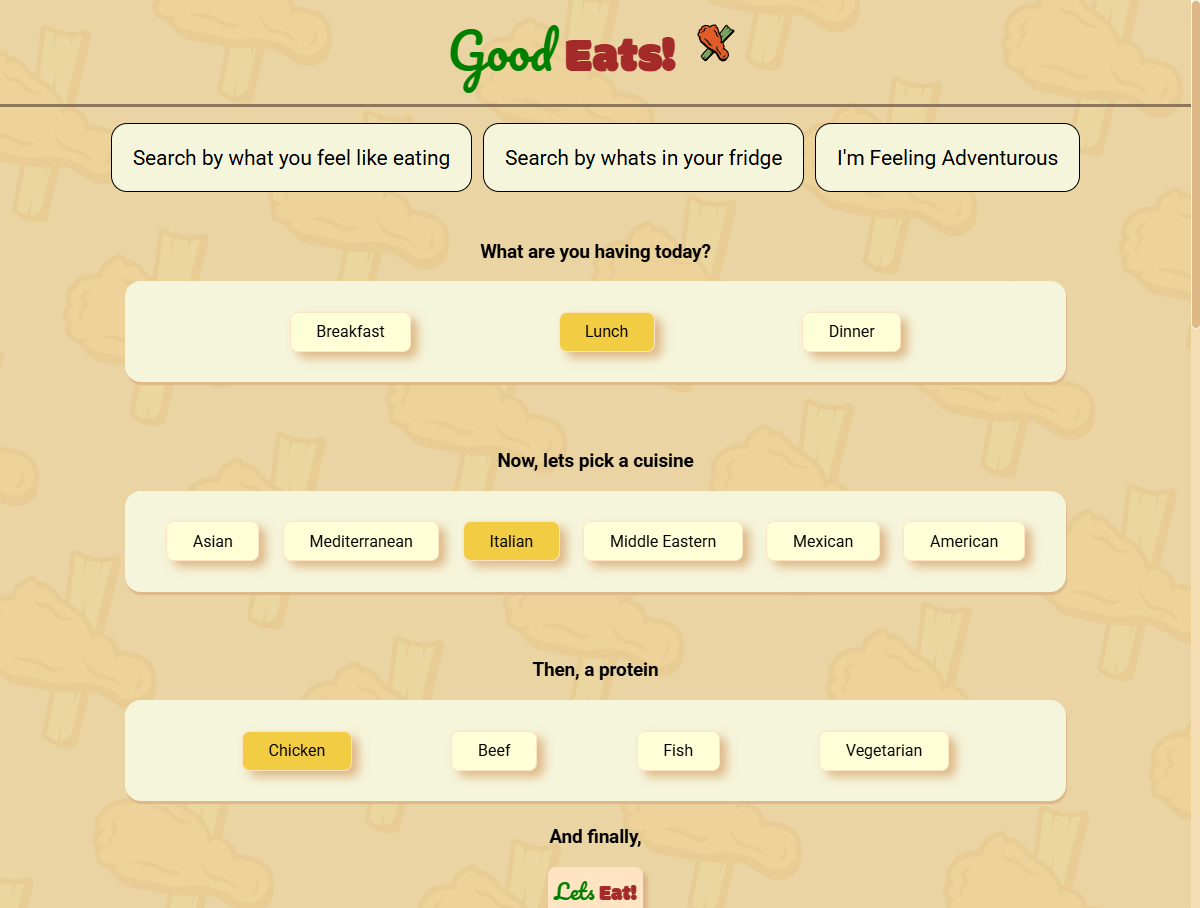 Good Eats!
Search by what you feel like eating Search by whats in your fridge I'm Feeling Adventurous
What are you having today?
Breakfast Lunch Dinner
Now, lets pick a cuisine
Asian Mediterranean Italian Middle Eastern Mexican American
Then, a protein
Chicken Beef Fish Vegetarian
And finally,
Lets Eat!